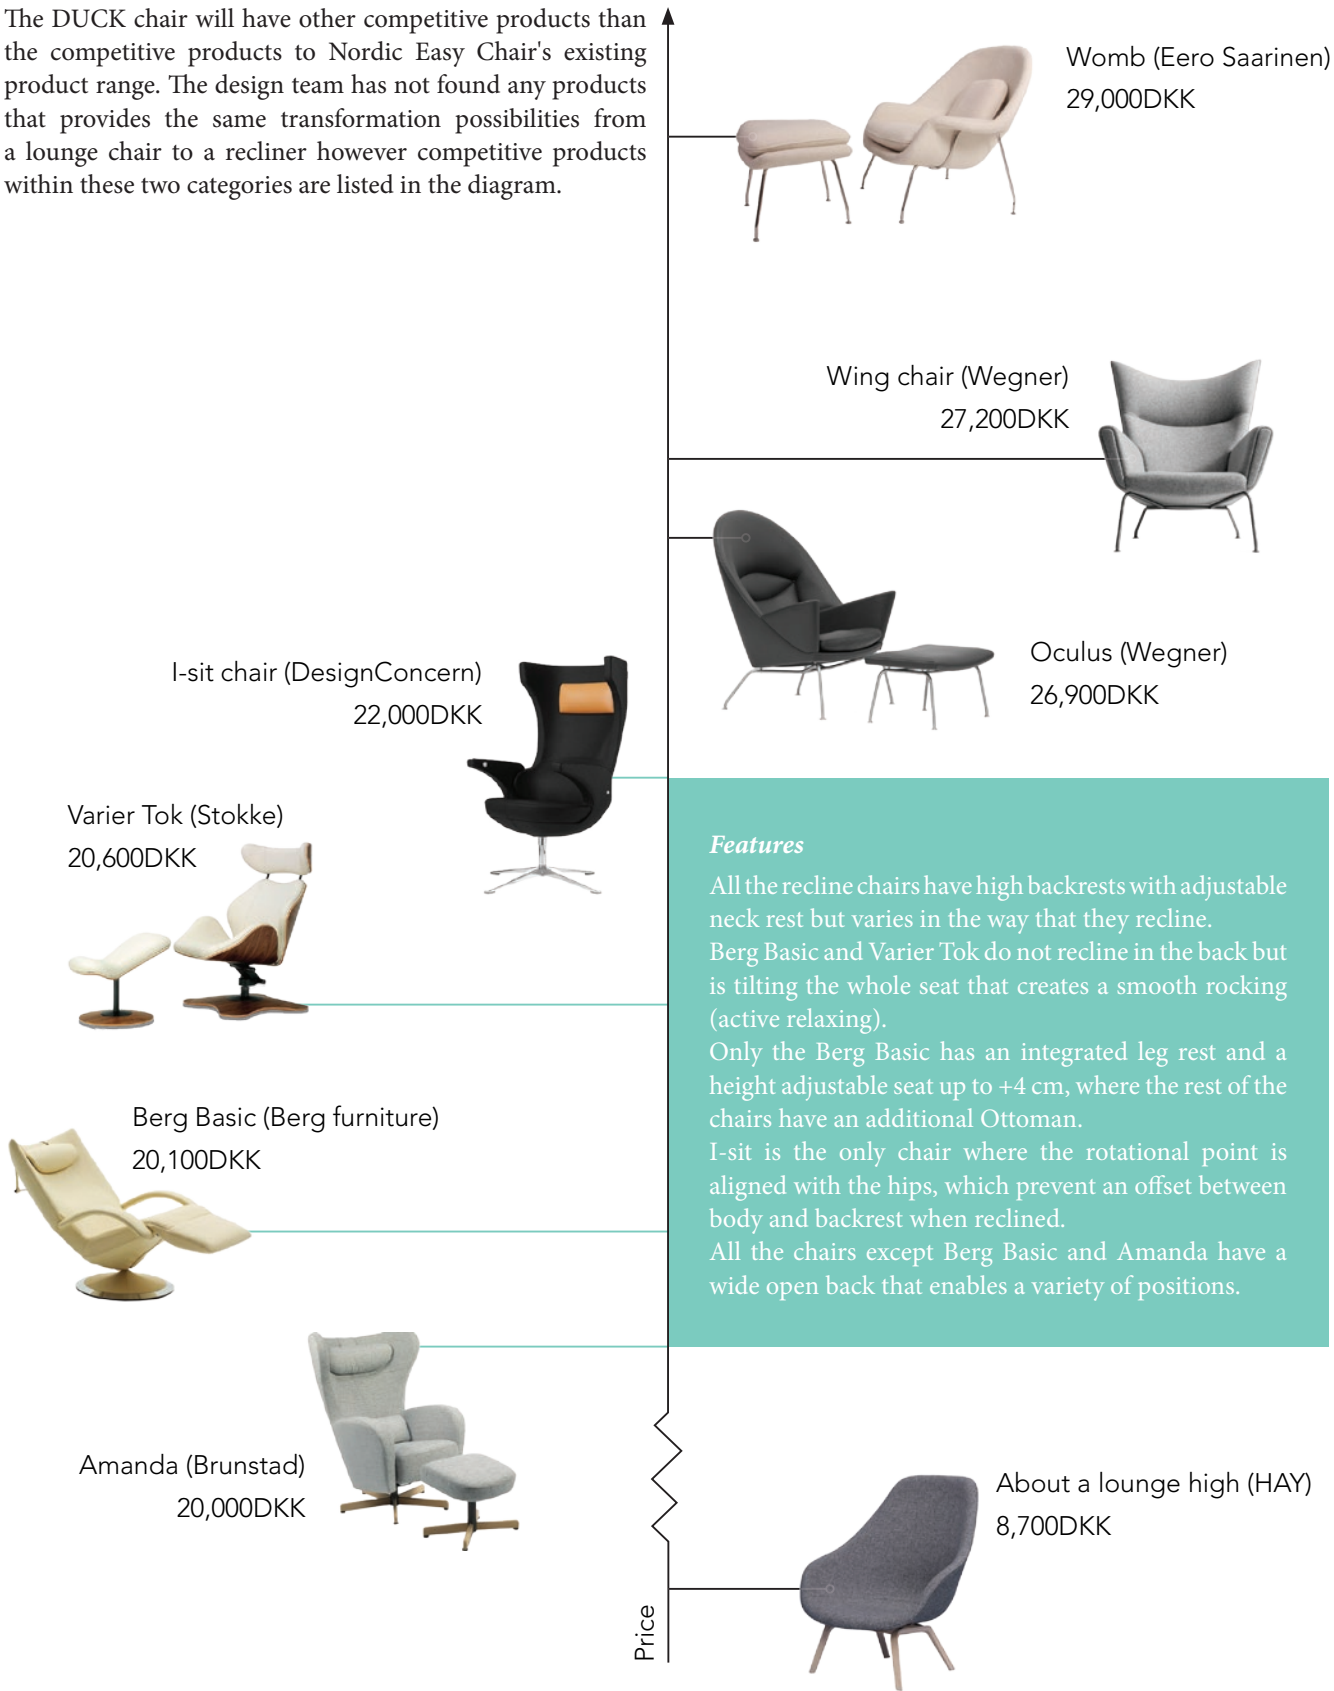 The DUCK chair will have other competitive products than
the competitive products to Nordic Easy Chair's existing
product range. The design team has not found any products
that provides the same transformation possibilities from
a lounge chair to a recliner however competitive products
within these two categories are listed in the diagram.
Womb (Eero Saarinen)
29,000DKK
Wing chair (Wegner)
27,200DKK
Oculus (Wegner)
26,900DKK
I-sit chair (DesignConcern)
22,000DKK
Varier Tok (Stokke)
20,600DKK
Features
All the recline chairs have high backrests with adjustable
neck rest but varies in the way that they recline.
Berg Basic and Varier Tok do not recline in the back but
is tilting the whole seat that creates a smooth rocking
(active relaxing).
Only the Berg Basic has an integrated leg rest and a
height adjustable seat up to +4 cm, where the rest of the
chairs have an additional Ottoman.
I-sit is the only chair where the rotational point is
aligned with the hips, which prevent an offset between
body and backrest when reclined.
All the chairs except Berg Basic and Amanda have a
wide open back that enables a variety of positions.
Berg Basic (Berg furniture)
20,100DKK
Amanda (Brunstad)
20,000DKK
About a lounge high (HAY)
8,700DKK
Price